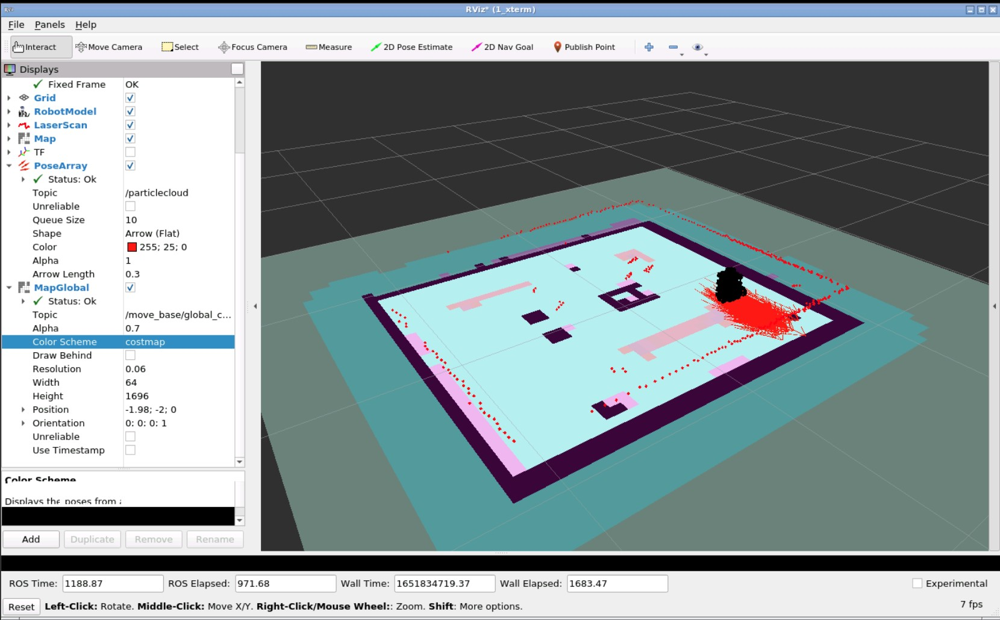 RViz* (1_xterm)
File Panels Help
Interact Move Camera Select Focus Camera Measure 2D Pose Estimate 2D Nav Goal Publish Point
Displays
Fixed Frame OK
Grid
RobotModel
LaserScan
Map
TF
PoseArray
Status: Ok
Topic /particlecloud
Unreliable
Queue Size 10
Shape Arrow (Flat)
Color 255; 25; 0
Alpha 1
Arrow Length 0.3
MapGlobal
Status: Ok
Topic /move_base/global_c...
Alpha 0.7
Color Scheme costmap
Draw Behind
Resolution 0.06
Width 64
Height 1696
Position -1.98; -2; 0
Orientation 0; 0; 0; 1
Unreliable
Use Timestamp
Color Scheme
Displays the poses from a
Add Duplicate Remove Rename
ROS Time: 1188.87 ROS Elapsed: 971.68 Wall Time: 1651834719.37 Wall Elapsed: 1683.47 Experimental
Reset Left-Click: Rotate. Middle-Click: Move X/Y. Right-Click/Mouse Wheel:: Zoom. Shift: More options. 7 fps